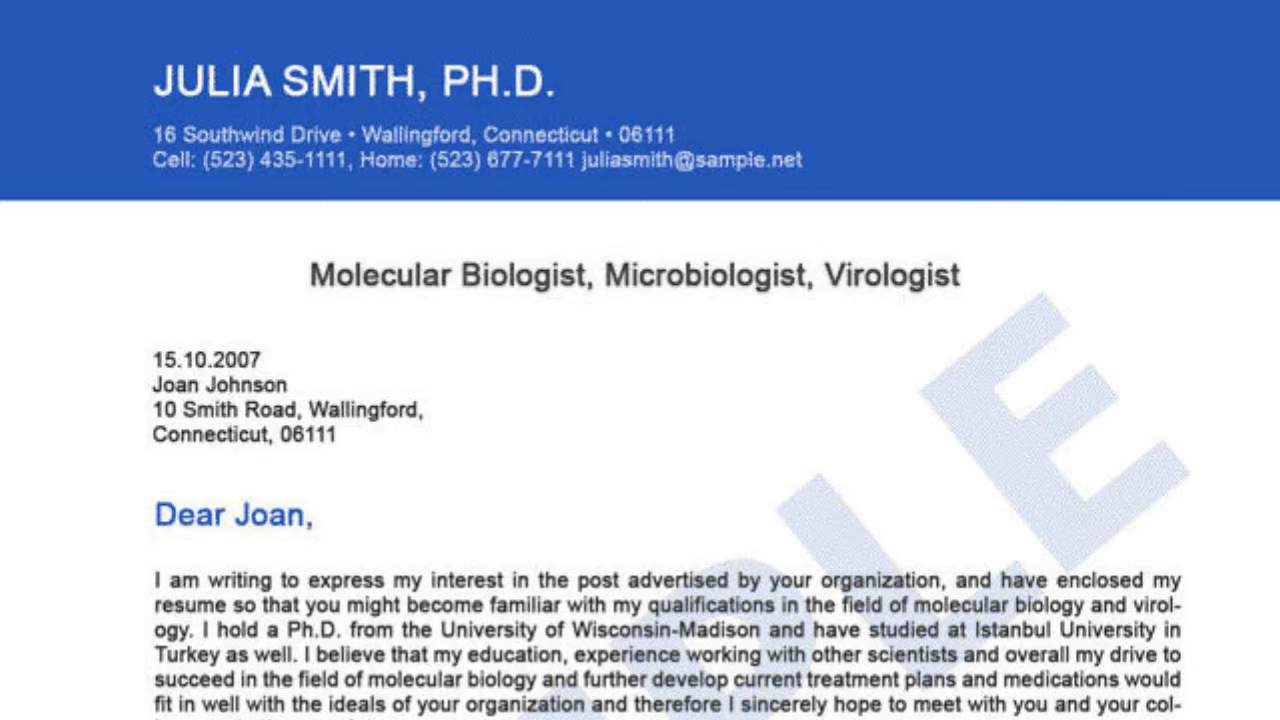 JULIA SMITH, PH.D.
16 Southwind Drive • Wallingford, Connecticut • 06111
Cell: (523) 435-1111, Home: (523) 677-7111 juliasmith@sample.net
Molecular Biologist, Microbiologist, Virologist
15.10.2007
Joan Johnson
10 Smith Road, Wallingford,
Connecticut, 06111
Dear Joan,
I am writing to express my interest in the post advertised by your organization, and have enclosed my
resume so that you might become familiar with my qualifications in the field of molecular biology and virol-
ogy. I hold a Ph.D. from the University of Wisconsin-Madison and have studied at Istanbul University in
Turkey as well. I believe that my education, experience working with other scientists and overall my drive to
succeed in the field of molecular biology and further develop current treatment plans and medications would
fit in well with the ideals of your organization and therefore I sincerely hope to meet with you and your col-
PLE